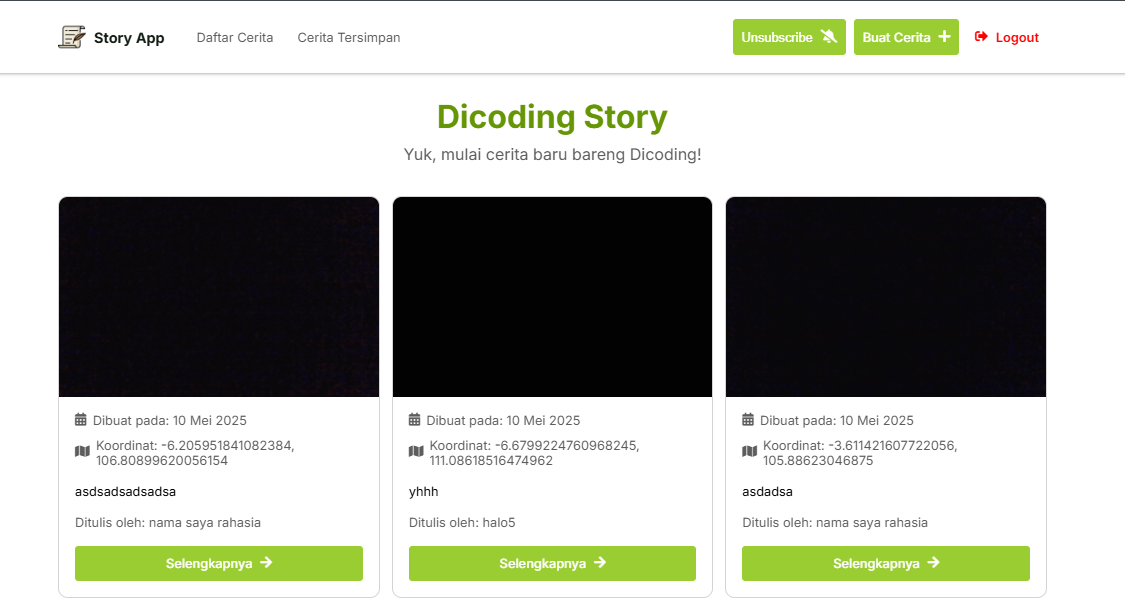 Story App Daftar Cerita Cerita Tersimpan Unsubscribe Buat Cerita Logout
Dicoding Story
Yuk, mulai cerita baru bareng Dicoding!
Dibuat pada: 10 Mei 2025
Koordinat: -6.205951841082384,
106.80899620056154
asdsadsadsadsa
Ditulis oleh: nama saya rahasia
Selengkapnya
Dibuat pada: 10 Mei 2025
Koordinat: -6.6799224760968245,
111.08618516474962
yhhh
Ditulis oleh: halo5
Selengkapnya
Dibuat pada: 10 Mei 2025
Koordinat: -3.611421607722056,
105.88623046875
asdadsa
Ditulis oleh: nama saya rahasia
Selengkapnya